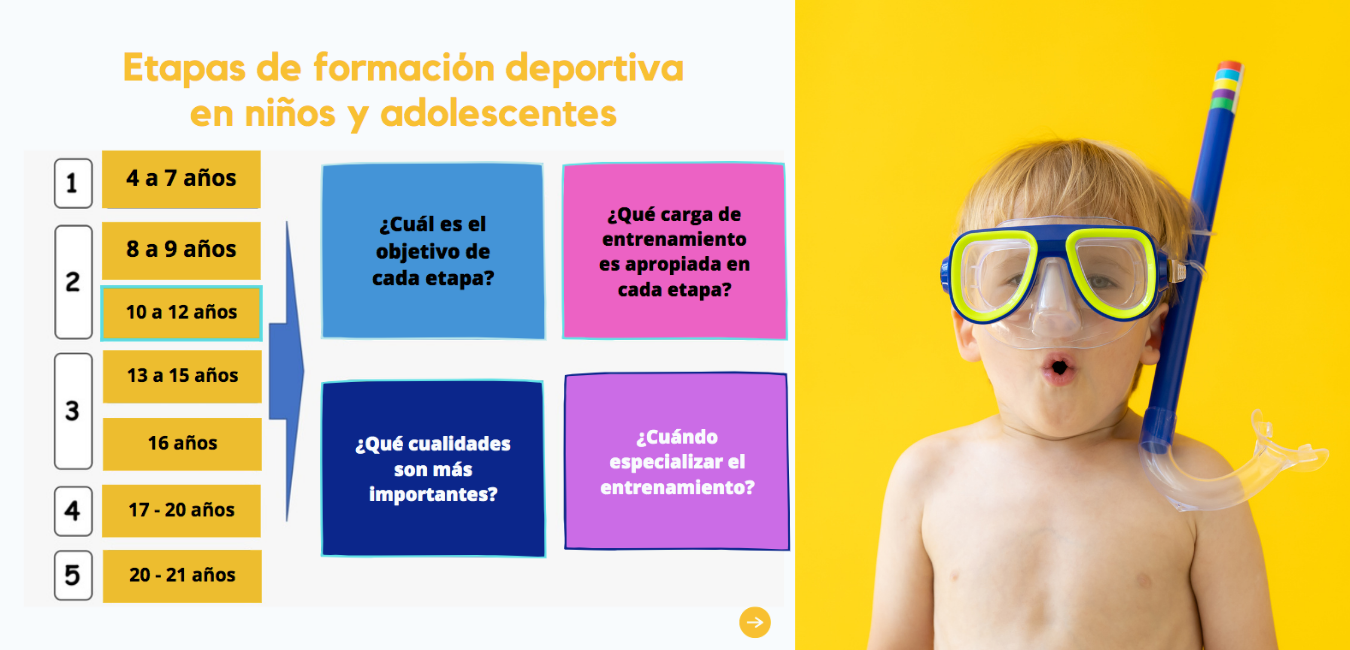 Etapas de formación deportiva
en niños y adolescentes
1
4 a 7 años
2
8 a 9 años
10 a 12 años
3
13 a 15 años
16 años
4
17 - 20 años
5
20 - 21 años
¿Cuál es el
objetivo de
cada etapa?
¿Qué carga de
entrenamiento
es apropiada en
cada etapa?
¿Qué cualidades
son más
importantes?
¿Cuándo
especializar el
entrenamiento?